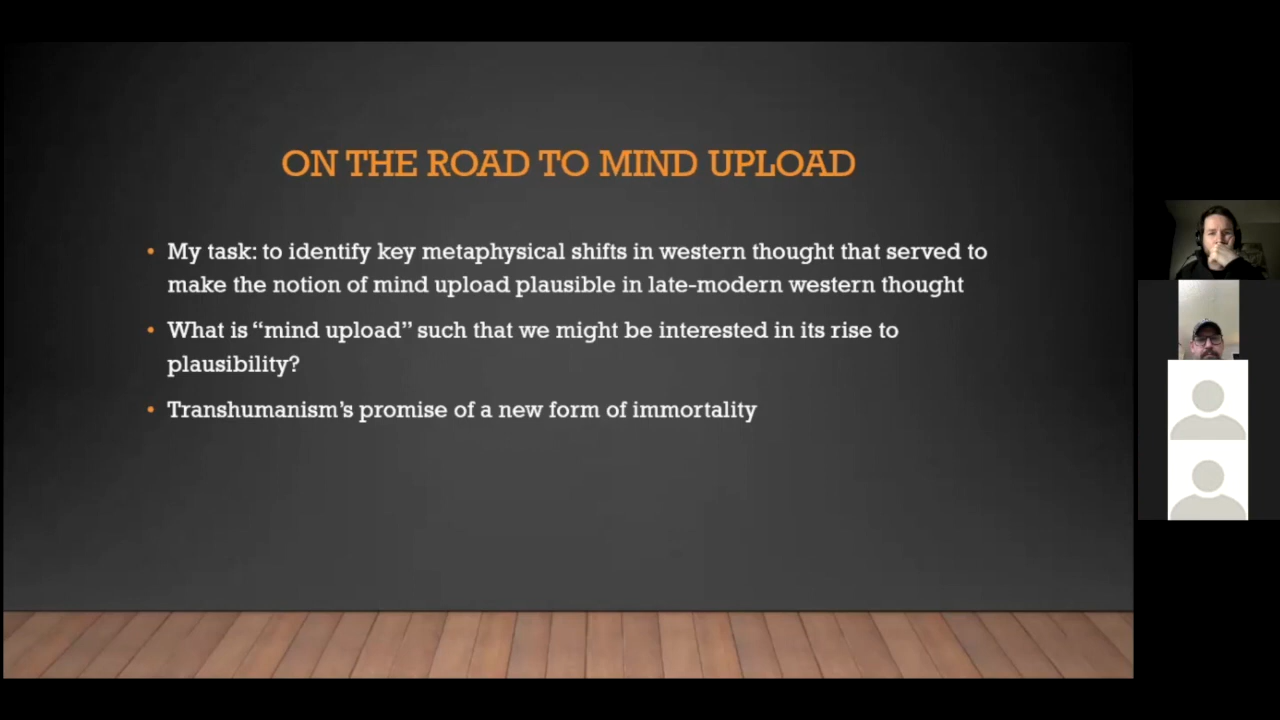 ON THE ROAD TO MIND UPLOAD
• My task: to identify key metaphysical shifts in western thought that served to
make the notion of mind upload plausible in late-modern western thought
• What is “mind upload” such that we might be interested in its rise to
plausibility?
• Transhumanism’s promise of a new form of immortality